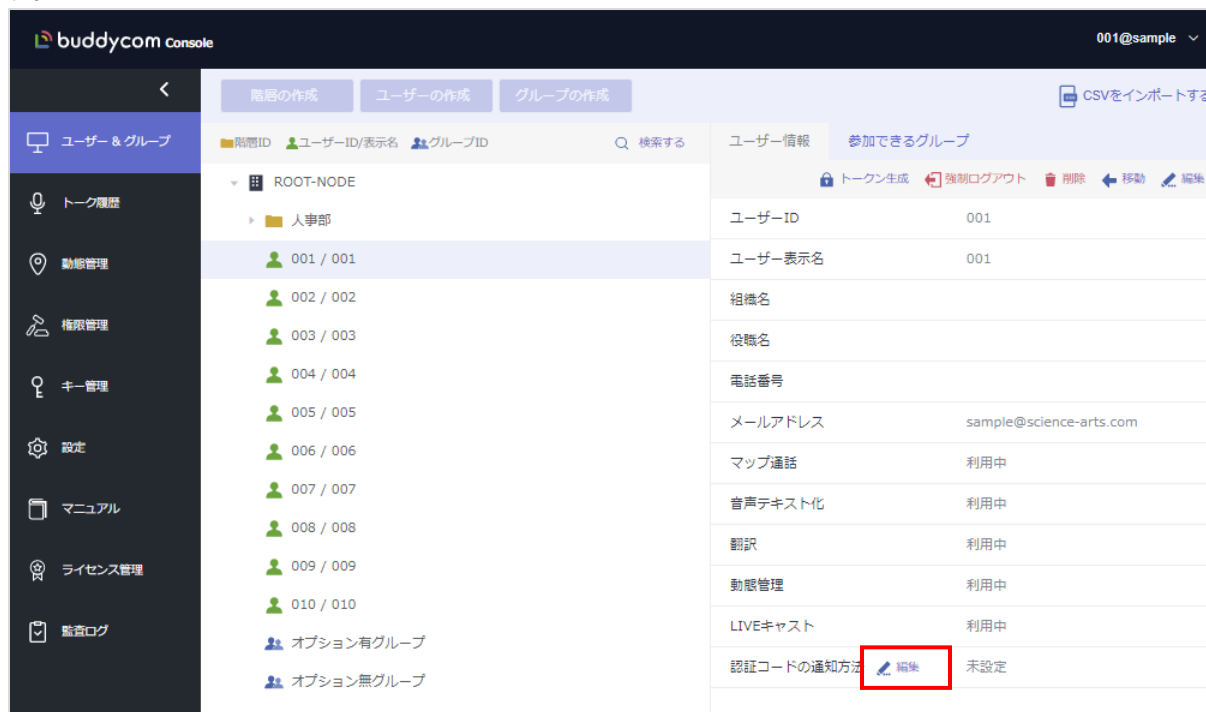 buddycom Console
001@sample
階層の作成 ユーザーの作成 グループの作成
CSVをインポートする
ユーザー & グループ
トーク履歴
動態管理
権限管理
キー管理
設定
マニュアル
ライセンス管理
監査ログ
階層ID ユーザーID/表示名 グループID 検索する
ROOT-NODE
人事部
001 / 001
002 / 002
003 / 003
004 / 004
005 / 005
006 / 006
007 / 007
008 / 008
009 / 009
010 / 010
オプション有グループ
オプション無グループ
ユーザー情報 参加できるグループ
トークン生成 強制ログアウト 削除 移動 編集
ユーザーID 001
ユーザー表示名 001
組織名
役職名
電話番号
メールアドレス sample@science-arts.com
マップ通話 利用中
音声テキスト化 利用中
翻訳 利用中
動態管理 利用中
LIVEキャスト 利用中
認証コードの通知方法 編集 未設定